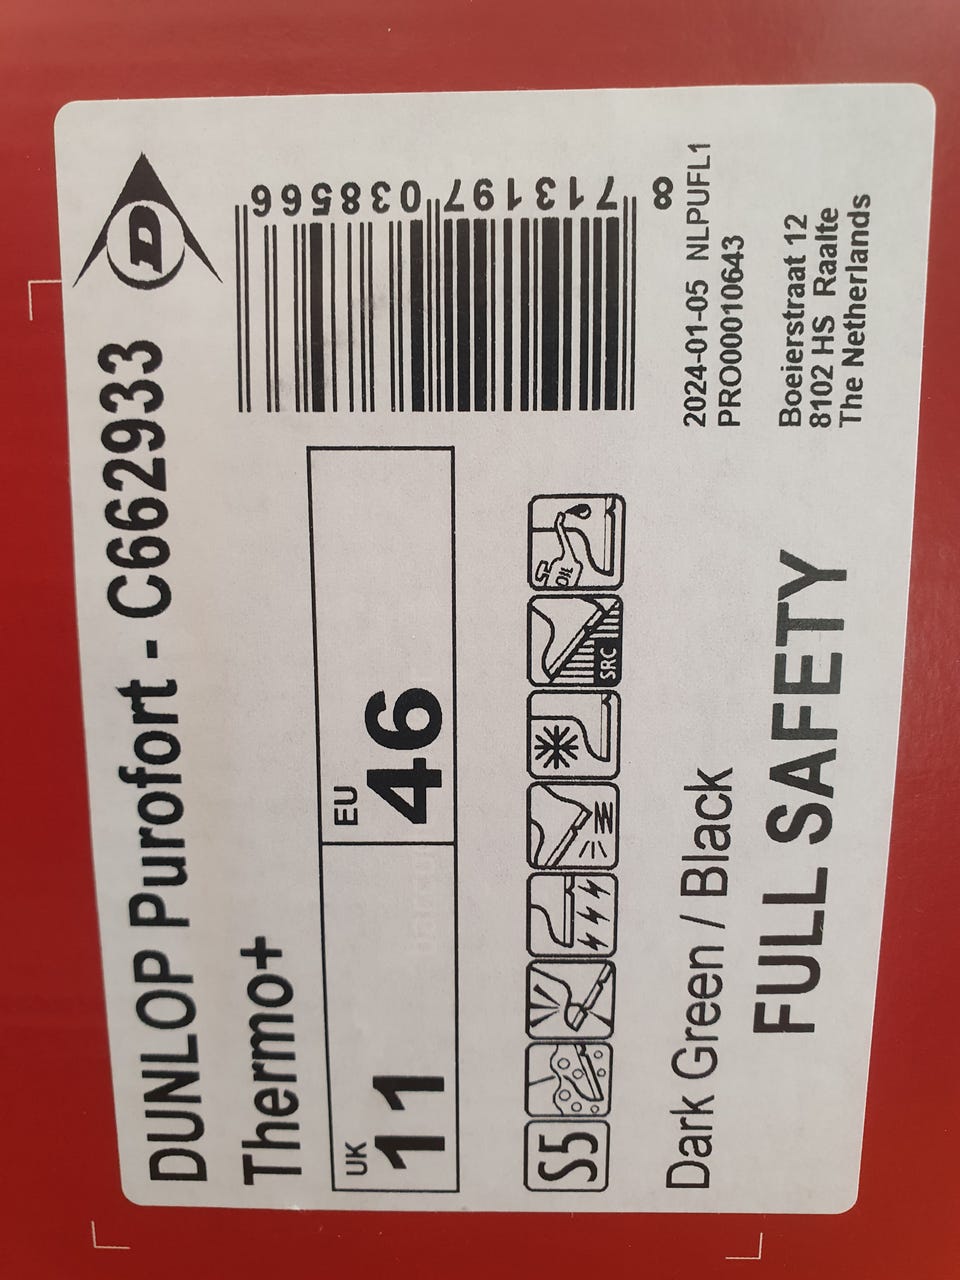 DUNLOP Purofort - C662933
D
Thermo+
UK
11
EU
46
8 713197 038566
S5
SRC
OIL
2024-01-05 NLPUFL1
PRO00010643
Dark Green / Black
FULL SAFETY
Boeierstraat 12
8102 HS Raalte
The Netherlands